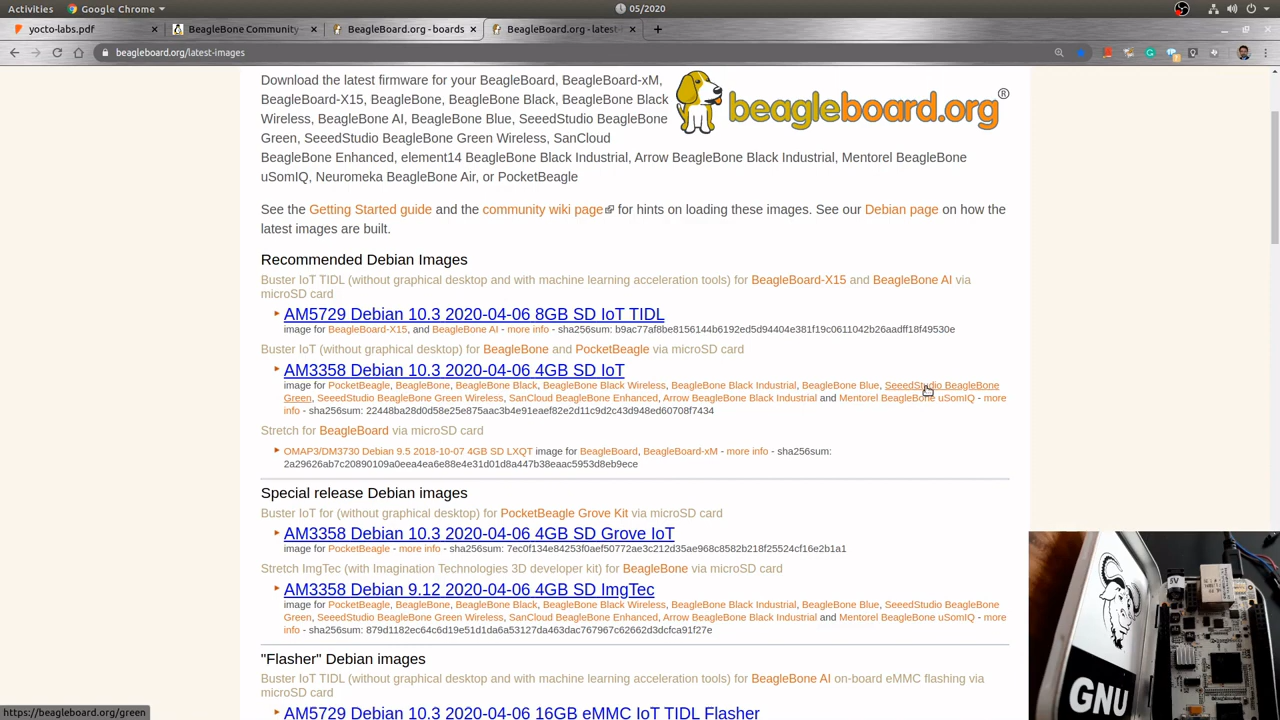 Activities Google Chrome 05/2020
yocto-labs.pdf BeagleBone Community BeagleBoard.org - boards BeagleBoard.org - latest
beagleboard.org/latest-images
Download the latest firmware for your BeagleBoard, BeagleBoard-xM,
BeagleBoard-X15, BeagleBone, BeagleBone Black, BeagleBone Black
Wireless, BeagleBone AI, BeagleBone Blue, SeeedStudio BeagleBone
Green, SeeedStudio BeagleBone Green Wireless, SanCloud
BeagleBone Enhanced, element14 BeagleBone Black Industrial, Arrow BeagleBone Black Industrial, Mentorel BeagleBone
uSomIQ, Neuromeka BeagleBone Air, or PocketBeagle
beagleboard.org®
See the Getting Started guide and the community wiki page for hints on loading these images. See our Debian page on how the
latest images are built.
Recommended Debian Images
Buster IoT TIDL (without graphical desktop and with machine learning acceleration tools) for BeagleBoard-X15 and BeagleBone AI via
microSD card
AM5729 Debian 10.3 2020-04-06 8GB SD IoT TIDL
image for BeagleBoard-X15, and BeagleBone AI - more info - sha256sum: b9ac77af8be8156144b6192ed5d94404e381f19c0611042b26aadff18f49530e
Buster IoT (without graphical desktop) for BeagleBone and PocketBeagle via microSD card
AM3358 Debian 10.3 2020-04-06 4GB SD IoT
image for PocketBeagle, BeagleBone, BeagleBone Black, BeagleBone Black Wireless, BeagleBone Black Industrial, BeagleBone Blue, SeeedStudio BeagleBone
Green, SeeedStudio BeagleBone Green Wireless, SanCloud BeagleBone Enhanced, Arrow BeagleBone Black Industrial and Mentorel BeagleBone uSomIQ - more
info - sha256sum: 22448ba28d0d58e25e875aac3b4e91eaef82e2d11c9d2c43d948ed60708f7434
Stretch for BeagleBoard via microSD card
OMAP3/DM3730 Debian 9.5 2018-10-07 4GB SD LXQT image for BeagleBoard, BeagleBoard-xM - more info - sha256sum:
2a29626ab7c20890109a0eea4ea6e88e4e31d01d8a447b38eaac5953d8eb9ece
Special release Debian images
Buster IoT for (without graphical desktop) for PocketBeagle Grove Kit via microSD card
AM3358 Debian 10.3 2020-04-06 4GB SD Grove IoT
image for PocketBeagle - more info - sha256sum: 7ec0f134e84253f0aef50772ae3c212d35ae968c8582b218f25524cf16e2b1a1
Stretch ImgTec (with Imagination Technologies 3D developer kit) for BeagleBone via microSD card
AM3358 Debian 9.12 2020-04-06 4GB SD ImgTec
image for PocketBeagle, BeagleBone, BeagleBone Black, BeagleBone Black Wireless, BeagleBone Black Industrial, BeagleBone Blue, SeeedStudio BeagleBone
Green, SeeedStudio BeagleBone Green Wireless, SanCloud BeagleBone Enhanced, Arrow BeagleBone Black Industrial and Mentorel BeagleBone uSomIQ - more
info - sha256sum: 879d1182ec64c6d19e51d1da6a53127da463dac767967c62662d3dcfca91f27e
"Flasher" Debian images
Buster IoT TIDL (without graphical desktop and with machine learning acceleration tools) for BeagleBone AI on-board eMMC flashing via
microSD card
AM5729 Debian 10.3 2020-04-06 16GB eMMC IoT TIDL Flasher
https://beagleboard.org/green
5V
GNU